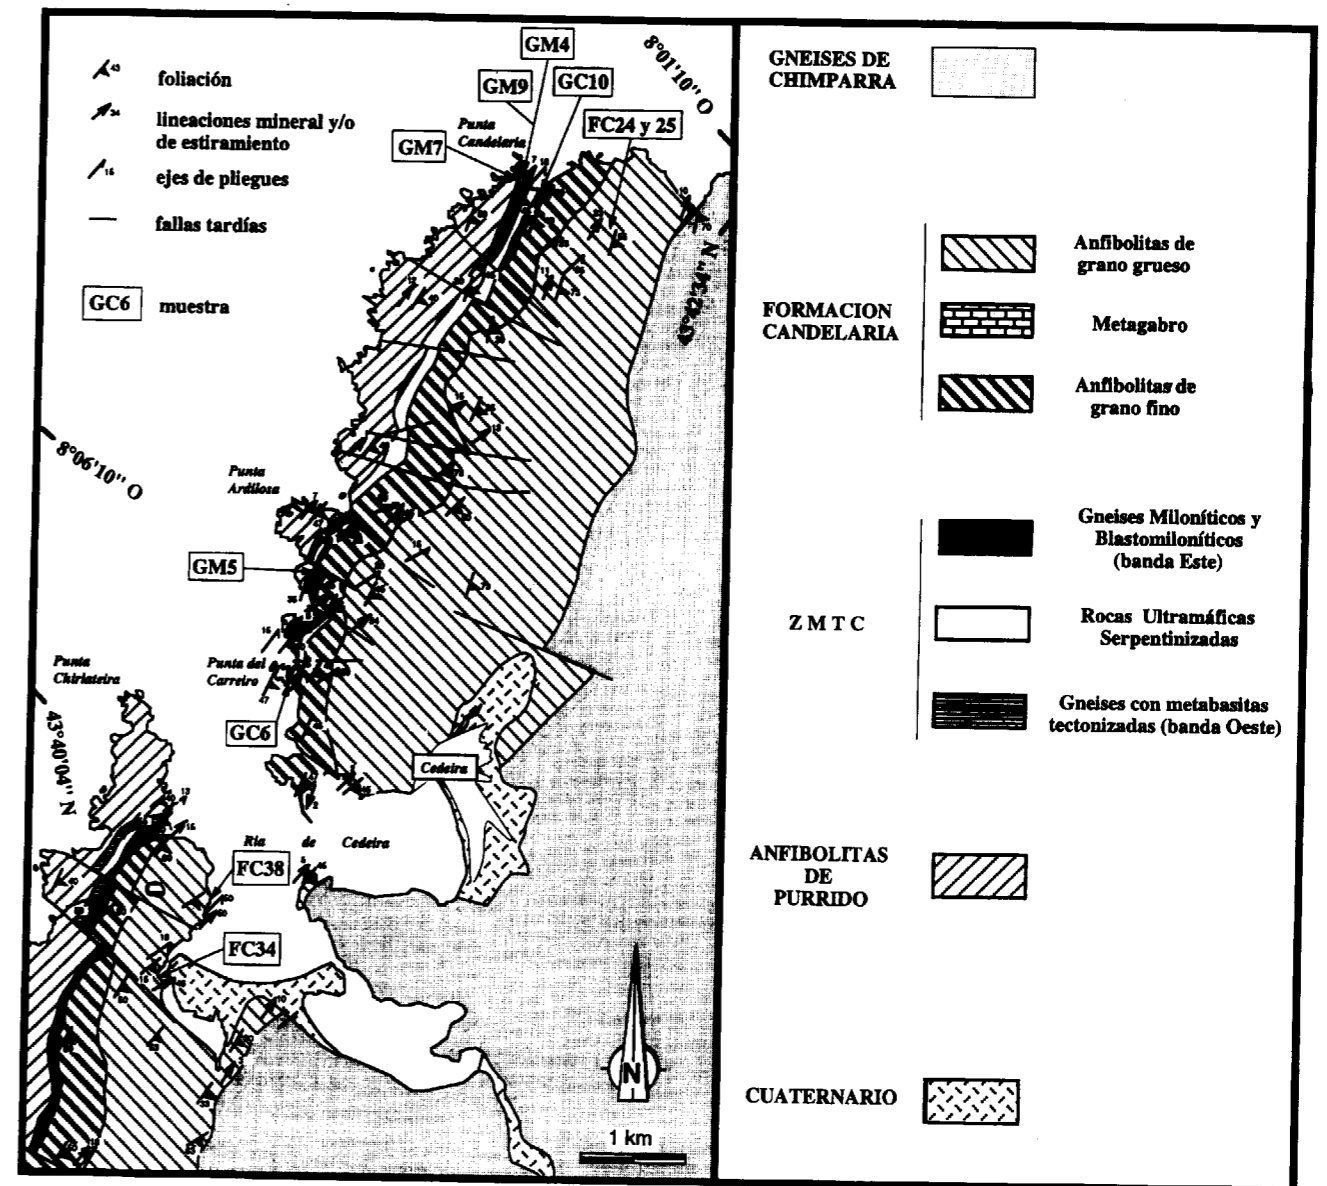 foliación
lineaciones mineral y/o
de estiramiento
ejes de pliegues
fallas tardías
GC6
muestra
GM4
GM9
GC10
FC24 y 25
GM7
Punta
Candelaria
8°01'10'' O
43°42'34'' N
8°06'10'' O
Punta
Ardilosa
GM5
Punta del
Carreiro
GC6
Punta
Chirlateira
43°40'04'' N
Cedeira
Ria de Cedeira
FC38
FC34
N
1 km
GNEISES DE
CHIMPARRA
FORMACION
CANDELARIA
Anfibolitas de
grano grueso
Metagabro
Anfibolitas de
grano fino
Z M T C
Gneises Miloníticos y
Blastomiloníticos
(banda Este)
Rocas Ultramáficas
Serpentinizadas
Gneises con metabasitas
tectonizadas (banda Oeste)
ANFIBOLITAS
DE
PURRIDO
CUATERNARIO